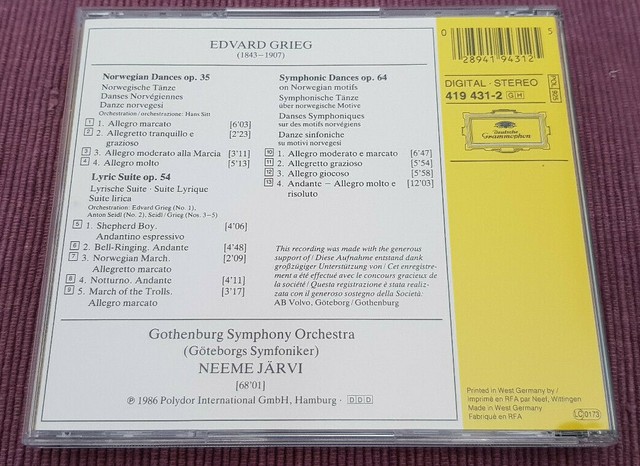 EDVARD GRIEG
(1843–1907)
Norwegian Dances op. 35
Norwegische Tänze
Danses Norvégiennes
Danze norvegesi
Orchestration/orchestrazione: Hans Sitt
1 1. Allegro marcato [6'03]
2 2. Allegretto tranquillo e [2'23]
grazioso
3 3. Allegro moderato alla Marcia [3'11]
4 4. Allegro molto [5'13]
Lyric Suite op. 54
Lyrische Suite · Suite Lyrique
Suite lirica
Orchestration: Edvard Grieg (No. 1),
Anton Seidl (No. 2), Seidl/Grieg (Nos. 3–5)
5 1. Shepherd Boy. [4'06]
Andantino espressivo
6 2. Bell-Ringing. Andante [4'48]
7 3. Norwegian March. [2'09]
Allegretto marcato
8 4. Notturno. Andante [4'11]
9 5. March of the Trolls. [3'17]
Allegro marcato
Symphonic Dances op. 64
on Norwegian motifs
Symphonische Tänze
über norwegische Motive
Danses Symphoniques
sur des motifs norvégiens
Danze sinfoniche
su motivi norvegesi
10 1. Allegro moderato e marcato [6'47]
11 2. Allegretto grazioso [5'54]
12 3. Allegro giocoso [5'58]
13 4. Andante – Allegro molto e [12'03]
risoluto
This recording was made with the generous
support of / Diese Aufnahme entstand dank
großzügiger Unterstützung von / Cet enregistre-
ment a été effectué avec le concours gracieux de
la société / Questa registrazione è stata realiz-
zata con il generoso sostegno della Società:
AB Volvo, Göteborg / Gothenburg
Gothenburg Symphony Orchestra
(Göteborgs Symfoniker)
NEEME JÄRVI
[68'01]
℗ 1986 Polydor International GmbH, Hamburg · DDD
0 28941 94312 5
DIGITAL · STEREO
419 431-2 GH
POL 925
Deutsche
Grammophon
Printed in West Germany by /
imprimé en RFA par Neef, Wittingen
Made in West Germany
Fabriqué en RFA
LC 0173